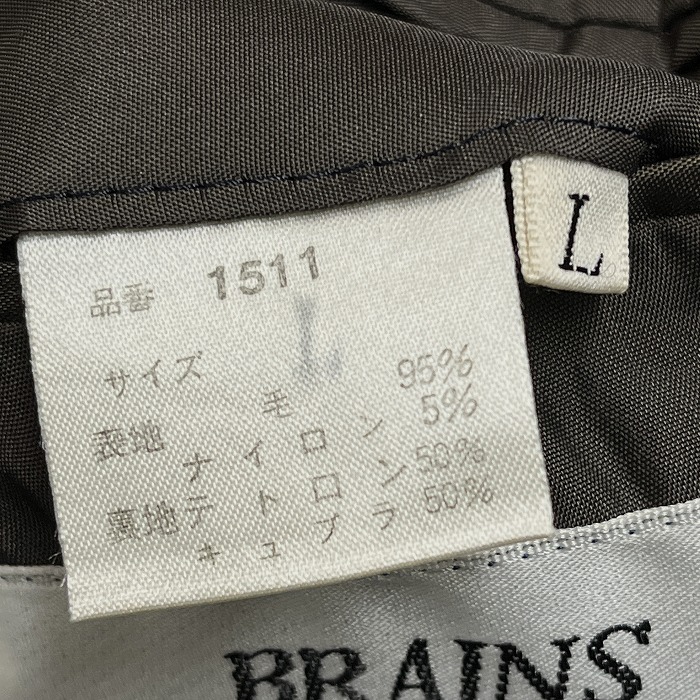 品番 1511
サイズ L
表地 毛 95%
ナイロン 5%
裏地 テトロン 50%
キュプラ 50%
L
BRAINS